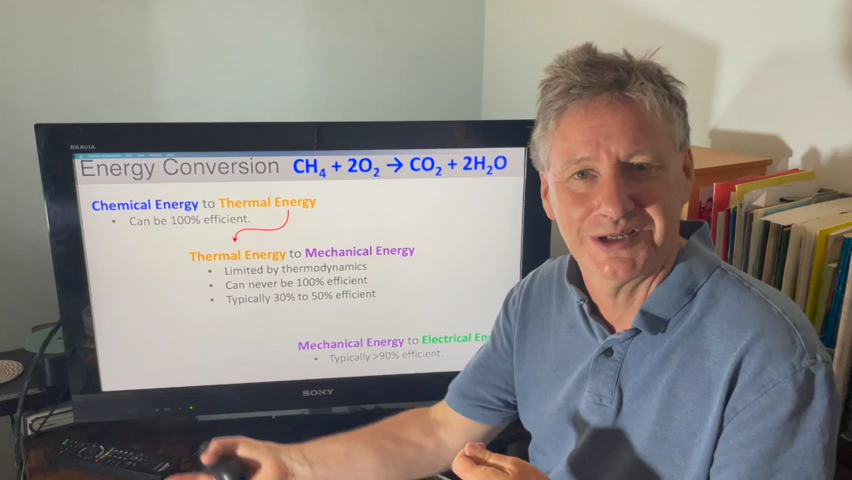 BRAVIA
Energy Conversion CH₄ + 2O₂ → CO₂ + 2H₂O
Chemical Energy to Thermal Energy
• Can be 100% efficient.
Thermal Energy to Mechanical Energy
• Limited by thermodynamics
• Can never be 100% efficient
• Typically 30% to 50% efficient
Mechanical Energy to Electrical En
• Typically >90% efficient.
SONY